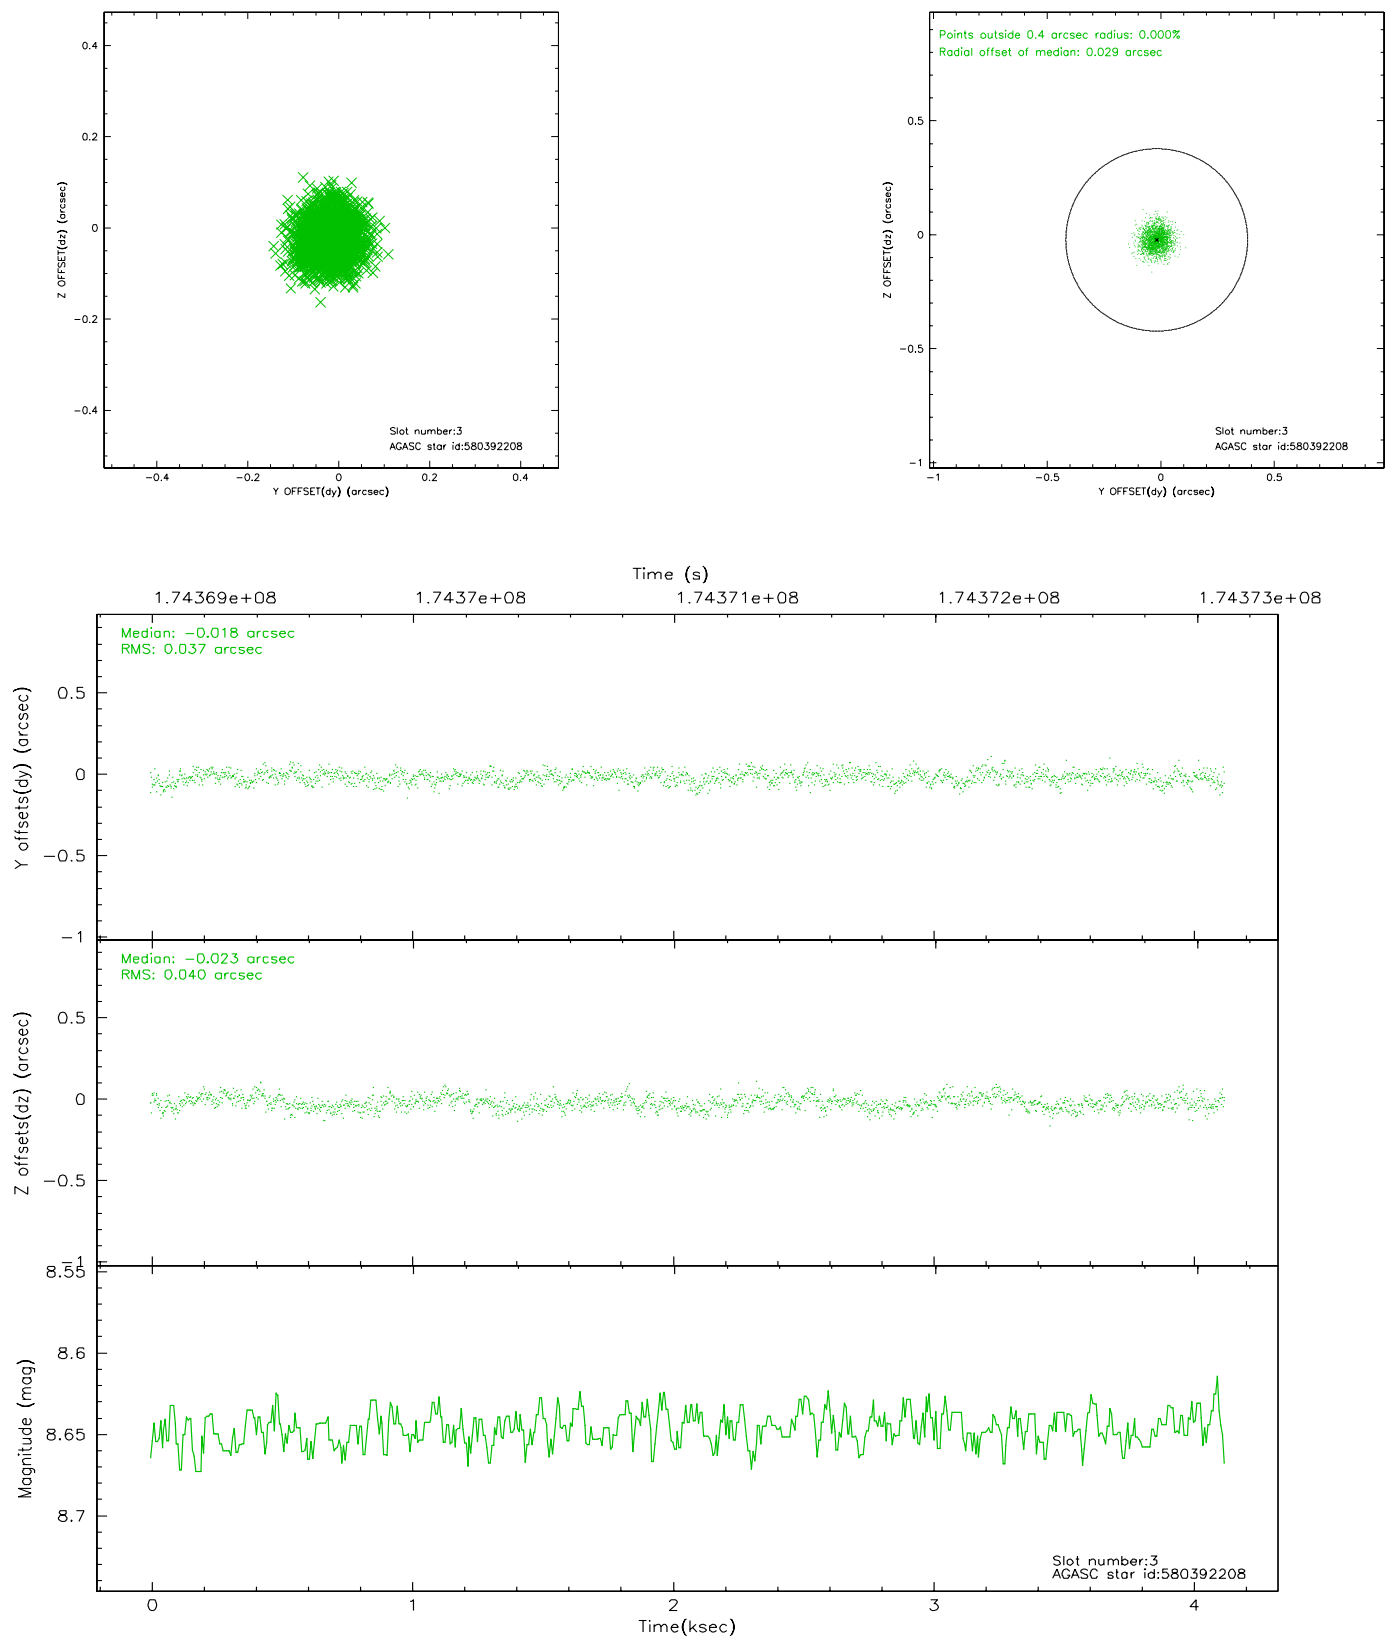 0.4
0.2
0
−0.2
−0.4
Z OFFSET(dz) (arcsec)
Slot number:3
AGASC star id:580392208
−0.4
−0.2
0
0.2
0.4
Y OFFSET(dy) (arcsec)
Points outside 0.4 arcsec radius: 0.000%
Radial offset of median: 0.029 arcsec
0.5
0
−0.5
−1
Z OFFSET(dz) (arcsec)
Slot number:3
AGASC star id:580392208
−1
−0.5
0
0.5
Y OFFSET(dy) (arcsec)
Time (s)
1.74369e+08
1.7437e+08
1.74371e+08
1.74372e+08
1.74373e+08
Median: −0.018 arcsec
RMS: 0.037 arcsec
0.5
0
−0.5
−1
Y offsets(dy) (arcsec)
Median: −0.023 arcsec
RMS: 0.040 arcsec
0.5
0
−0.5
−1
Z offsets(dz) (arcsec)
8.55
8.6
8.65
8.7
Magnitude (mag)
Slot number:3
AGASC star id:580392208
0
1
2
3
4
Time(ksec)